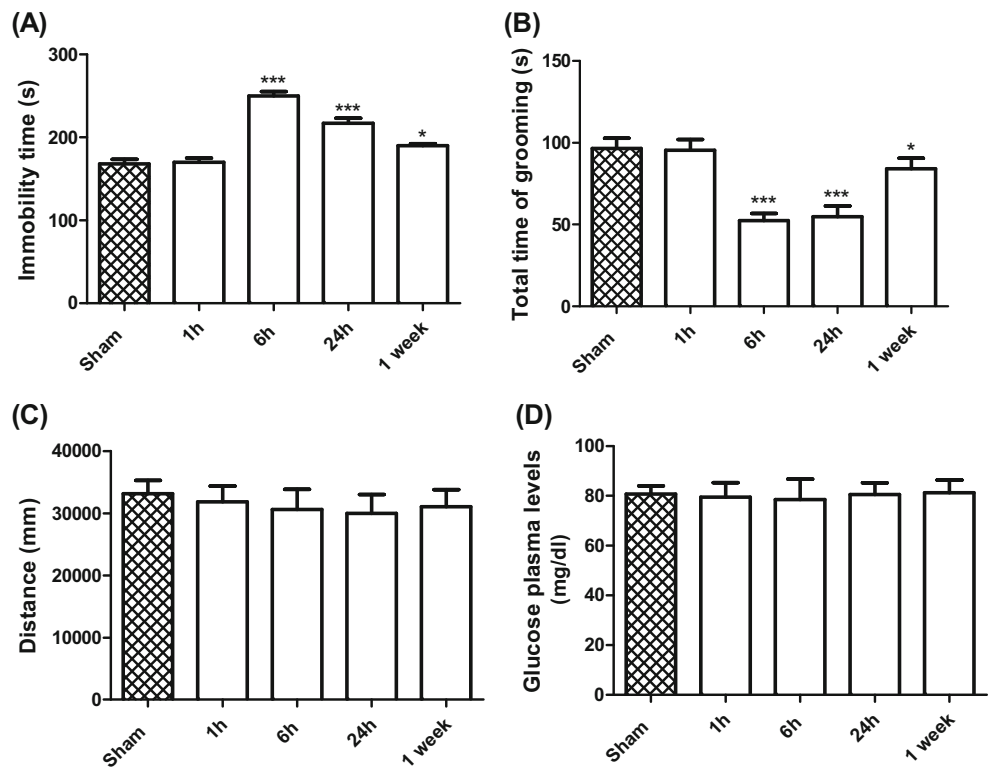 (A)
Immobility time (s)
300
200
100
0
***
***
*
Sham
1h
6h
24h
1 week
(B)
Total time of grooming (s)
150
100
50
0
***
***
*
Sham
1h
6h
24h
1 week
(C)
Distance (mm)
40000
30000
20000
10000
0
Sham
1h
6h
24h
1 week
(D)
Glucose plasma levels
(mg/dl)
100
80
60
40
20
0
Sham
1h
6h
24h
1 week